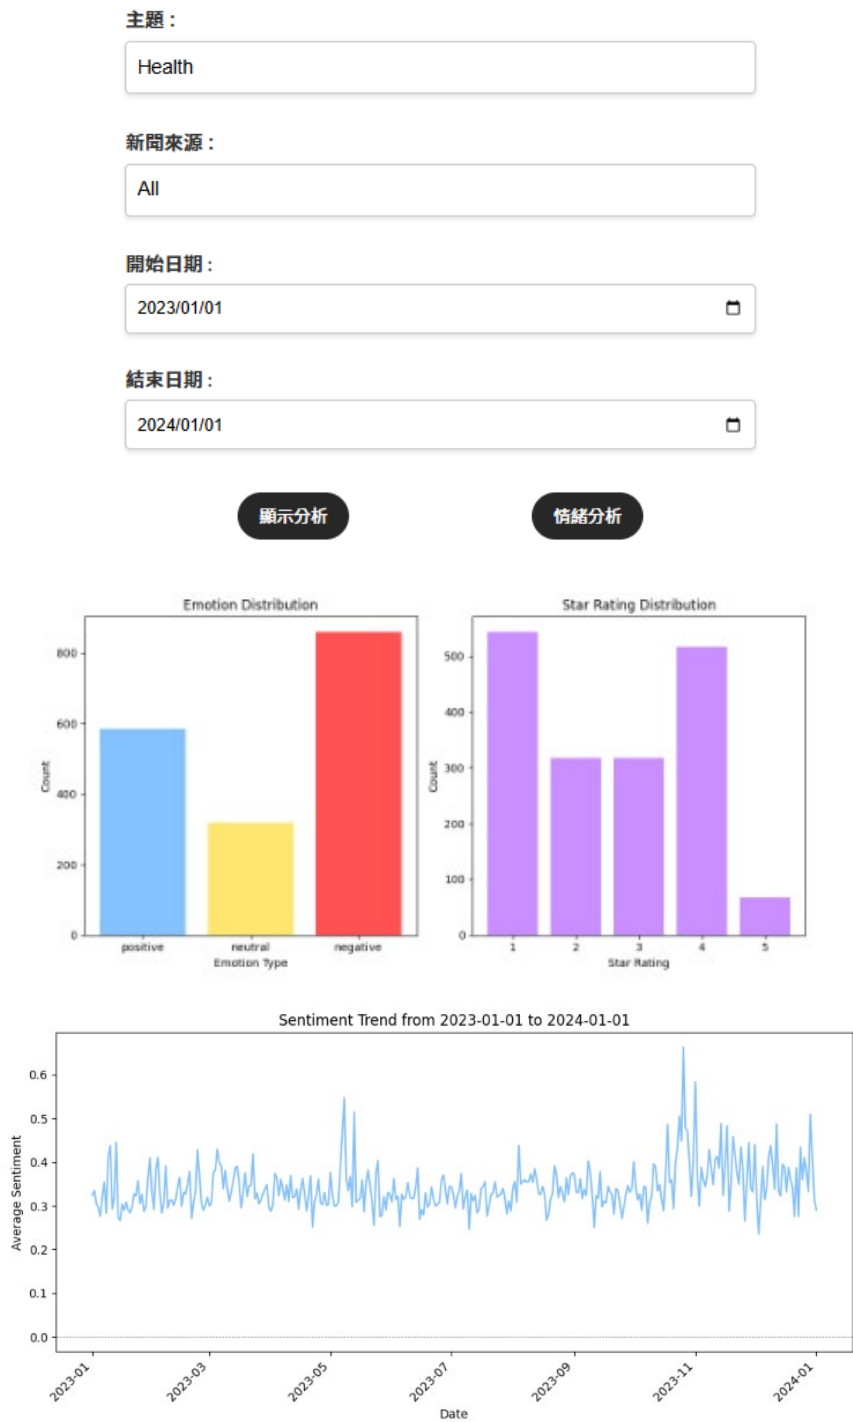 主題 :
Health
新聞來源 :
All
開始日期 :
2023/01/01
結束日期 :
2024/01/01
顯示分析
情緒分析
Emotion Distribution
Count
800
600
400
200
0
positive
neutral
negative
Emotion Type
Star Rating Distribution
Count
500
400
300
200
100
0
1
2
3
4
5
Star Rating
Sentiment Trend from 2023-01-01 to 2024-01-01
Average Sentiment
0.6
0.5
0.4
0.3
0.2
0.1
0.0
2023-01
2023-03
2023-05
2023-07
2023-09
2023-11
2024-01
Date